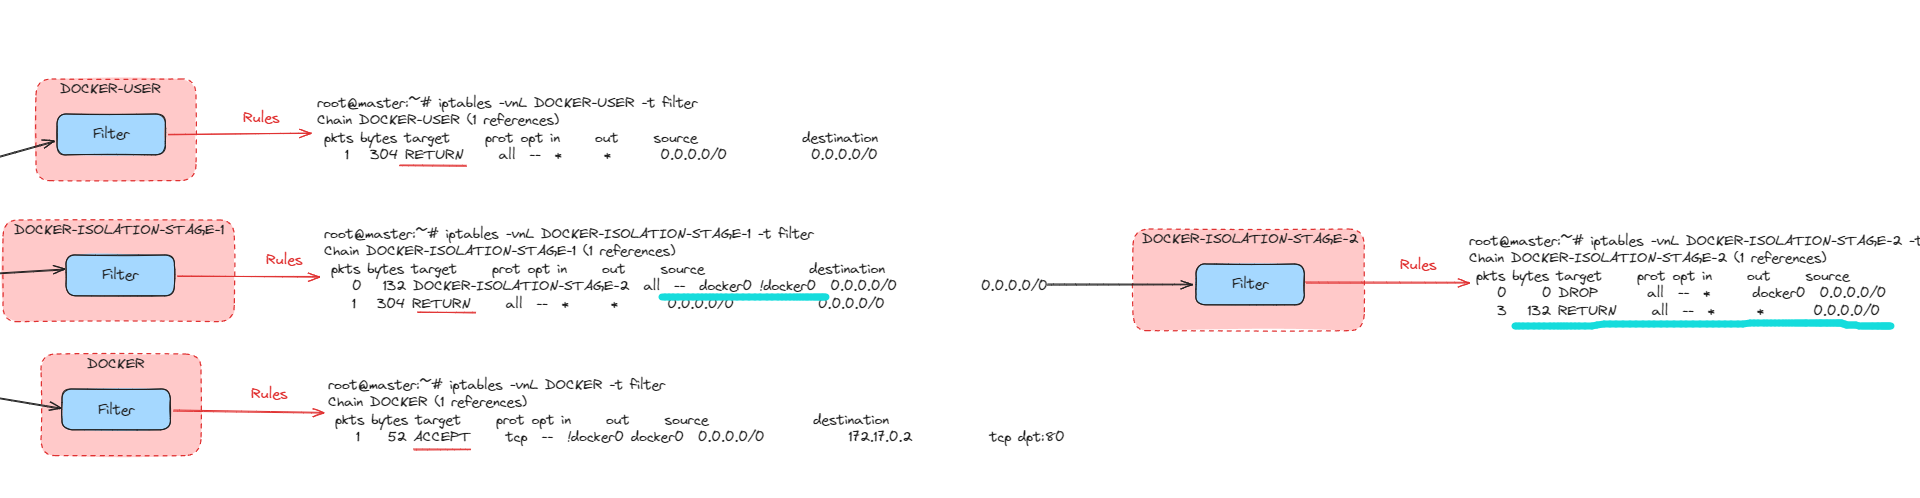 DOCKER-USER
Filter
Rules
root@master:~# iptables -vnL DOCKER-USER -t filter
Chain DOCKER-USER (1 references)
pkts bytes target prot opt in out source destination
1 304 RETURN all -- * * 0.0.0.0/0 0.0.0.0/0
DOCKER-ISOLATION-STAGE-1
Filter
Rules
root@master:~# iptables -vnL DOCKER-ISOLATION-STAGE-1 -t filter
Chain DOCKER-ISOLATION-STAGE-1 (1 references)
pkts bytes target prot opt in out source destination
0 132 DOCKER-ISOLATION-STAGE-2 all -- docker0 !docker0 0.0.0.0/0 0.0.0.0/0
1 304 RETURN all -- * * 0.0.0.0/0 0.0.0.0/0
DOCKER-ISOLATION-STAGE-2
Filter
Rules
root@master:~# iptables -vnL DOCKER-ISOLATION-STAGE-2 -t
Chain DOCKER-ISOLATION-STAGE-2 (1 references)
pkts bytes target prot opt in out source
0 0 DROP all -- * docker0 0.0.0.0/0
3 132 RETURN all -- * * 0.0.0.0/0
DOCKER
Filter
Rules
root@master:~# iptables -vnL DOCKER -t filter
Chain DOCKER (1 references)
pkts bytes target prot opt in out source destination
1 52 ACCEPT tcp -- !docker0 docker0 0.0.0.0/0 172.17.0.2 tcp dpt:80